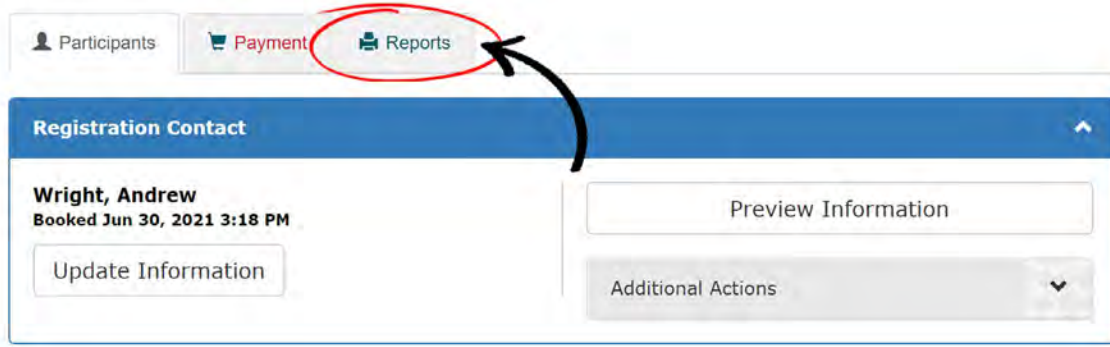 Participants Payment Reports
Registration Contact
Wright, Andrew
Booked Jun 30, 2021 3:18 PM
Update Information
Preview Information
Additional Actions